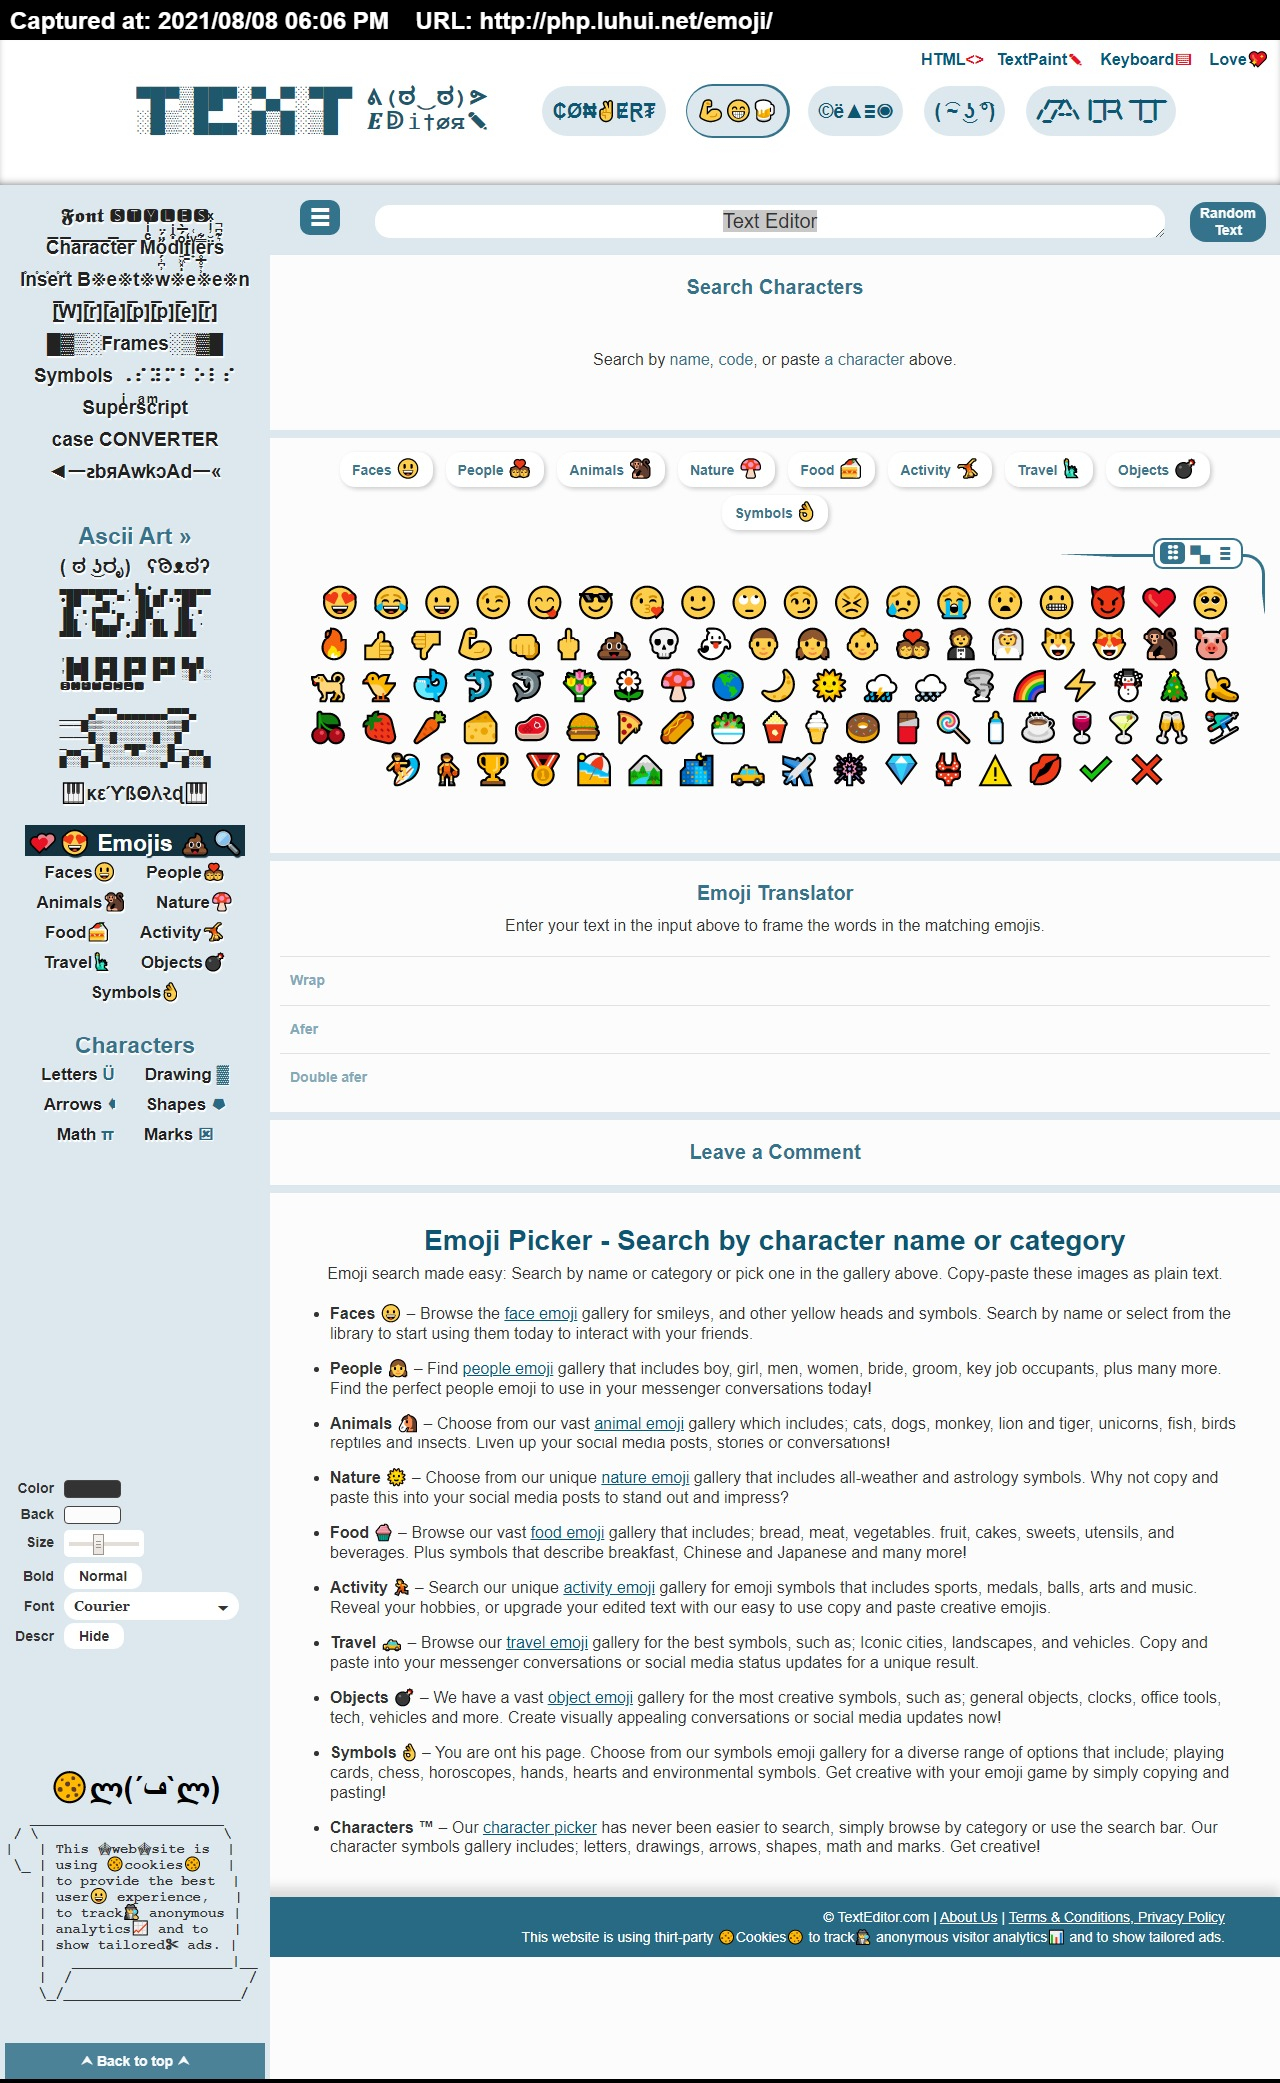 Captured at: 2021/08/08 06:06 PM    URL: http://php.luhui.net/emoji/
HTML<> TextPaint Keyboard Love
TEXT
𝑬𝔻ⅰ†øя
Font 🆂🆃🆈🅻🅴🆂
Text Editor
Random
Text
Character Modifiers
Insert B※e※t※w※e※e※n
[W][r][a][p][p][e][r]
█▓▒░Frames░▒▓█
Symbols
Superscript
case CONVERTER
◄—ƨbяAwkɔAd—«
Search Characters
Search by name, code, or paste a character above.
Faces 😃 People 💑 Animals 🐒 Nature 🍄 Food 🍰 Activity 🤸 Travel 🗽 Objects 💣
Symbols 👌
Ascii Art »
😍 😂 😀 😉 😋 😎 😘 🙂 🙄 😏 😣 😥 😭 😧 😬 😈 ❤ 🥺
🎹κεΎßΘλ🎹
💕😍 Emojis 💩🔍
Faces😃 People💑
Animals🐒 Nature🍄
Food🍰 Activity🤸
Travel🗽 Objects💣
Symbols👌
Emoji Translator
Enter your text in the input above to frame the words in the matching emojis.
Wrap
Afer
Double afer
Characters
Letters Ü Drawing ▓
Arrows Shapes ⬟
Math π Marks
Leave a Comment
Emoji Picker - Search by character name or category
Emoji search made easy: Search by name or category or pick one in the gallery above. Copy-paste these images as plain text.
• Faces 😀 – Browse the face emoji gallery for smileys, and other yellow heads and symbols. Search by name or select from the
library to start using them today to interact with your friends.
• People 👧 – Find people emoji gallery that includes boy, girl, men, women, bride, groom, key job occupants, plus many more.
Find the perfect people emoji to use in your messenger conversations today!
• Animals 🐴 – Choose from our vast animal emoji gallery which includes; cats, dogs, monkey, lion and tiger, unicorns, fish, birds
reptiles and insects. Liven up your social media posts, stories or conversations!
• Nature 🌞 – Choose from our unique nature emoji gallery that includes all-weather and astrology symbols. Why not copy and
paste this into your social media posts to stand out and impress?
• Food 🧁 – Browse our vast food emoji gallery that includes; bread, meat, vegetables. fruit, cakes, sweets, utensils, and
beverages. Plus symbols that describe breakfast, Chinese and Japanese and many more!
• Activity – Search our unique activity emoji gallery for emoji symbols that includes sports, medals, balls, arts and music.
Reveal your hobbies, or upgrade your edited text with our easy to use copy and paste creative emojis.
• Travel 🚕 – Browse our travel emoji gallery for the best symbols, such as; Iconic cities, landscapes, and vehicles. Copy and
paste into your messenger conversations or social media status updates for a unique result.
• Objects 💣 – We have a vast object emoji gallery for the most creative symbols, such as; general objects, clocks, office tools,
tech, vehicles and more. Create visually appealing conversations or social media updates now!
• Symbols 👌 – You are ont his page. Choose from our symbols emoji gallery for a diverse range of options that include; playing
cards, chess, horoscopes, hands, hearts and environmental symbols. Get creative with your emoji game by simply copying and
pasting!
• Characters ™ – Our character picker has never been easier to search, simply browse by category or use the search bar. Our
character symbols gallery includes; letters, drawings, arrows, shapes, math and marks. Get creative!
Color
Back
Size
Bold Normal
Font Courier
Descr Hide
🍪ლ(´ڡ`ლ)
This web site is
using 🍪cookies🍪
to provide the best
user😀 experience,
to track anonymous
analytics📈 and to
show tailored✂ ads.
© TextEditor.com | About Us | Terms & Conditions, Privacy Policy
This website is using thirt-party 🍪Cookies🍪 to track anonymous visitor analytics📊 and to show tailored ads.
Back to top